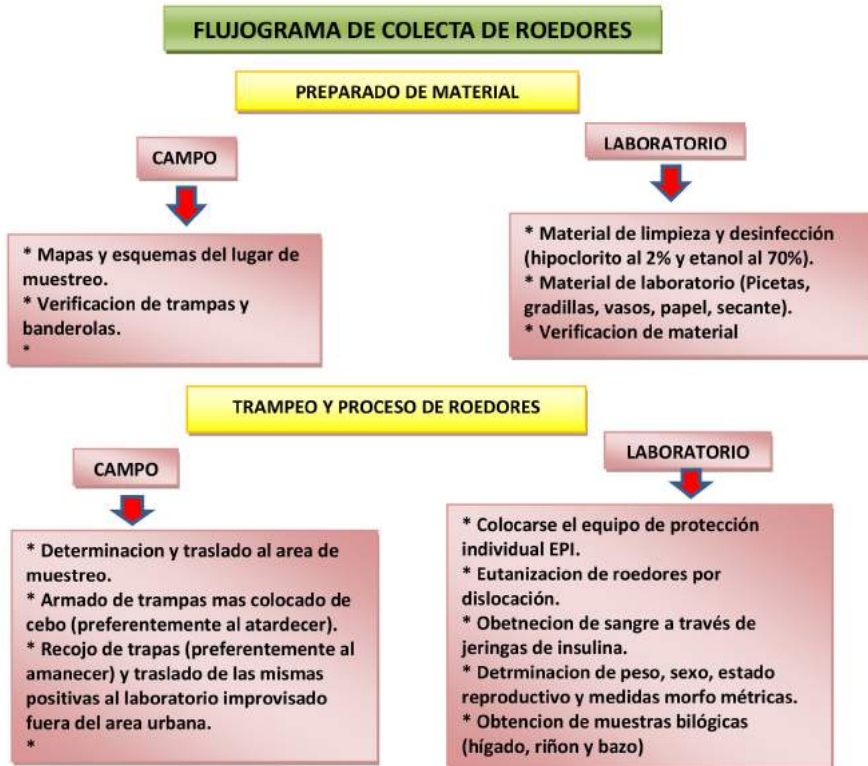 FLUJOGRAMA DE COLECTA DE ROEDORES
PREPARADO DE MATERIAL
CAMPO
* Mapas y esquemas del lugar de
muestreo.
* Verificacion de trampas y
banderolas.
*
LABORATORIO
* Material de limpieza y desinfección
(hipoclorito al 2% y etanol al 70%).
* Material de laboratorio (Picetas,
gradillas, vasos, papel, secante).
* Verificacion de material
TRAMPEO Y PROCESO DE ROEDORES
CAMPO
* Determinacion y traslado al area de
muestreo.
* Armado de trampas mas colocado de
cebo (preferentemente al atardecer).
* Recojo de trapas (preferentemente al
amanecer) y traslado de las mismas
positivas al laboratorio improvisado
fuera del area urbana.
*
LABORATORIO
* Colocarse el equipo de protección
individual EPI.
* Eutanizacion de roedores por
dislocación.
* Obetnecion de sangre a través de
jeringas de insulina.
* Detrminacion de peso, sexo, estado
reproductivo y medidas morfo métricas.
* Obtencion de muestras bilógicas
(hígado, riñon y bazo)